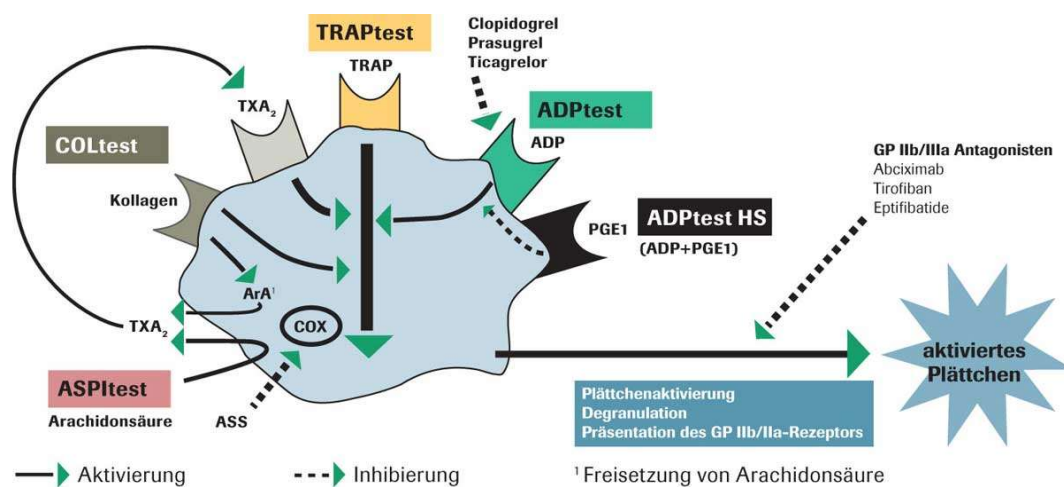 TRAPtest
TRAP
Clopidogrel
Prasugrel
Ticagrelor
TXA₂
ADPtest
ADP
COLtest
Kollagen
GP IIb/IIIa Antagonisten
Abciximab
Tirofiban
Eptifibatide
PGE1
ADPtest HS
(ADP+PGE1)
ArA¹
TXA₂
COX
ASPItest
Arachidonsäure
ASS
aktiviertes
Plättchen
Plättchenaktivierung
Degranulation
Präsentation des GP IIb/IIa-Rezeptors
Aktivierung
Inhibierung
¹ Freisetzung von Arachidonsäure